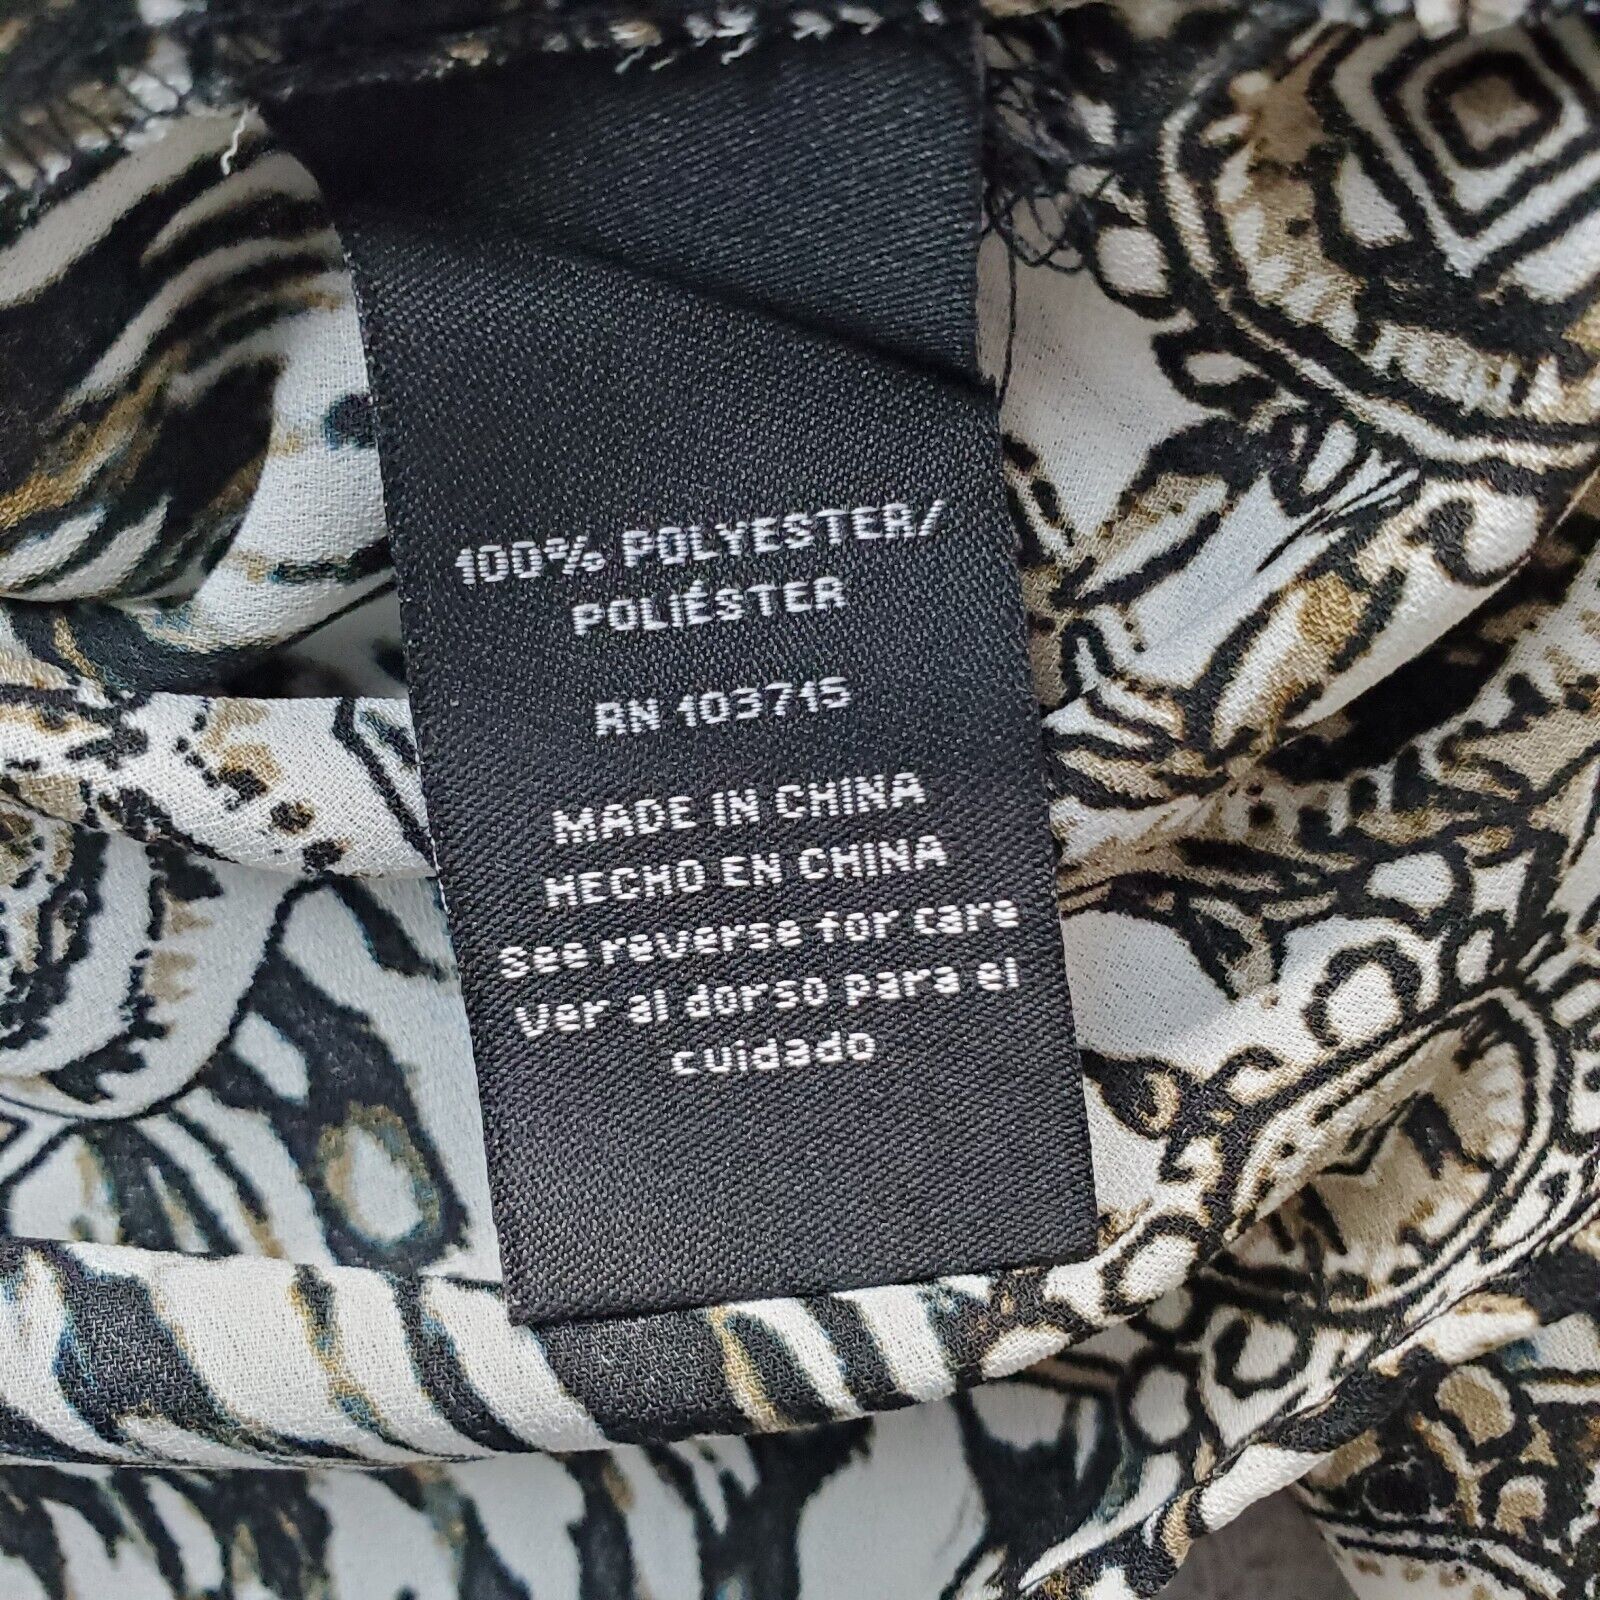 100% POLYESTER/
POLIÉSTER
RN 103715
MADE IN CHINA
HECHO EN CHINA
See reverse for care
Ver al dorso para el
cuidado